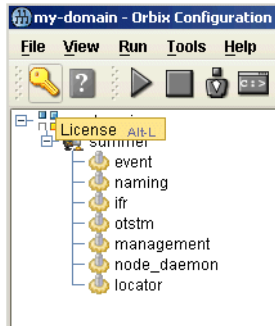 my-domain - Orbix Configuration
File View Run Tools Help
License Alt-L
summer
event
naming
ifr
otstm
management
node_daemon
locator